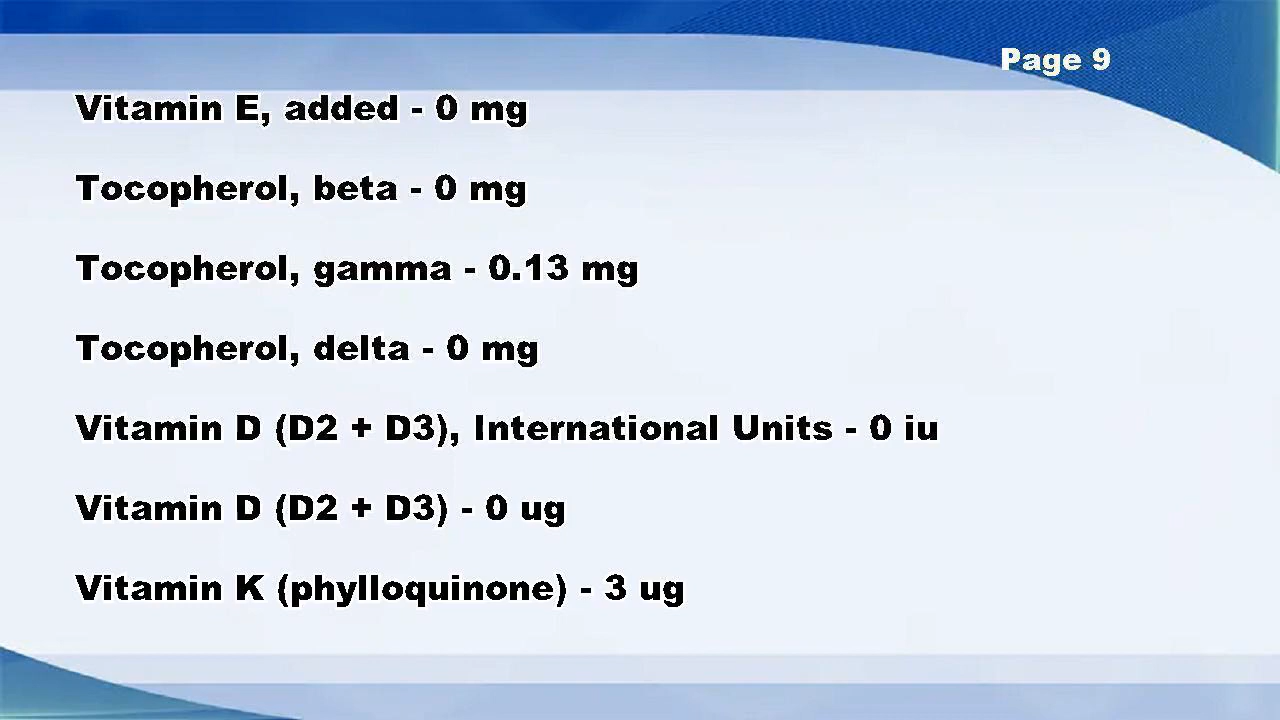 Page 9
Vitamin E, added - 0 mg
Tocopherol, beta - 0 mg
Tocopherol, gamma - 0.13 mg
Tocopherol, delta - 0 mg
Vitamin D (D2 + D3), International Units - 0 iu
Vitamin D (D2 + D3) - 0 ug
Vitamin K (phylloquinone) - 3 ug